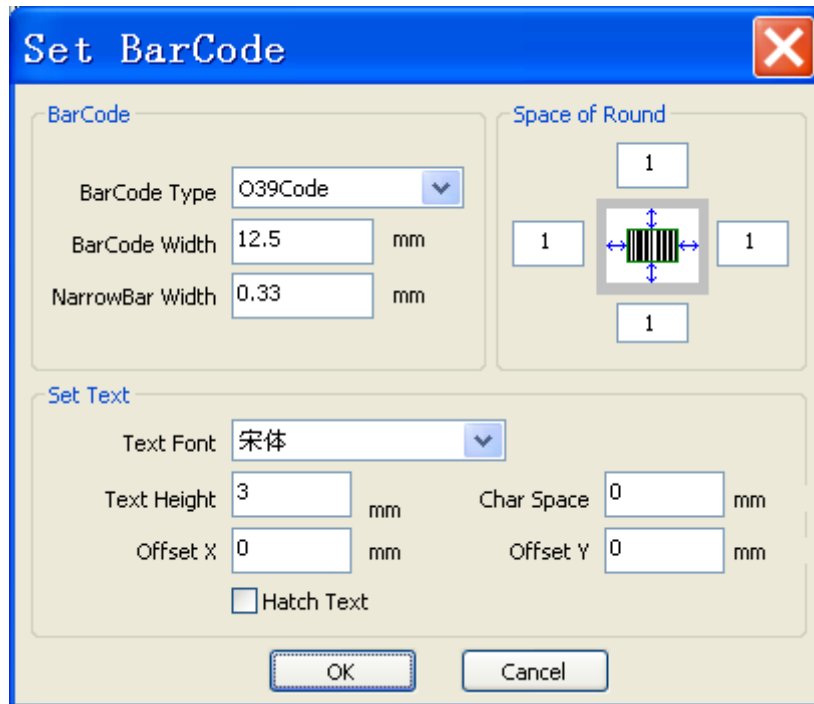 Set BarCode
BarCode
Space of Round
1
BarCode Type O39Code
BarCode Width 12.5 mm
1 1
NarrowBar Width 0.33 mm
1
Set Text
Text Font 宋体
Text Height 3 mm Char Space 0 mm
Offset X 0 mm Offset Y 0 mm
Hatch Text
OK Cancel